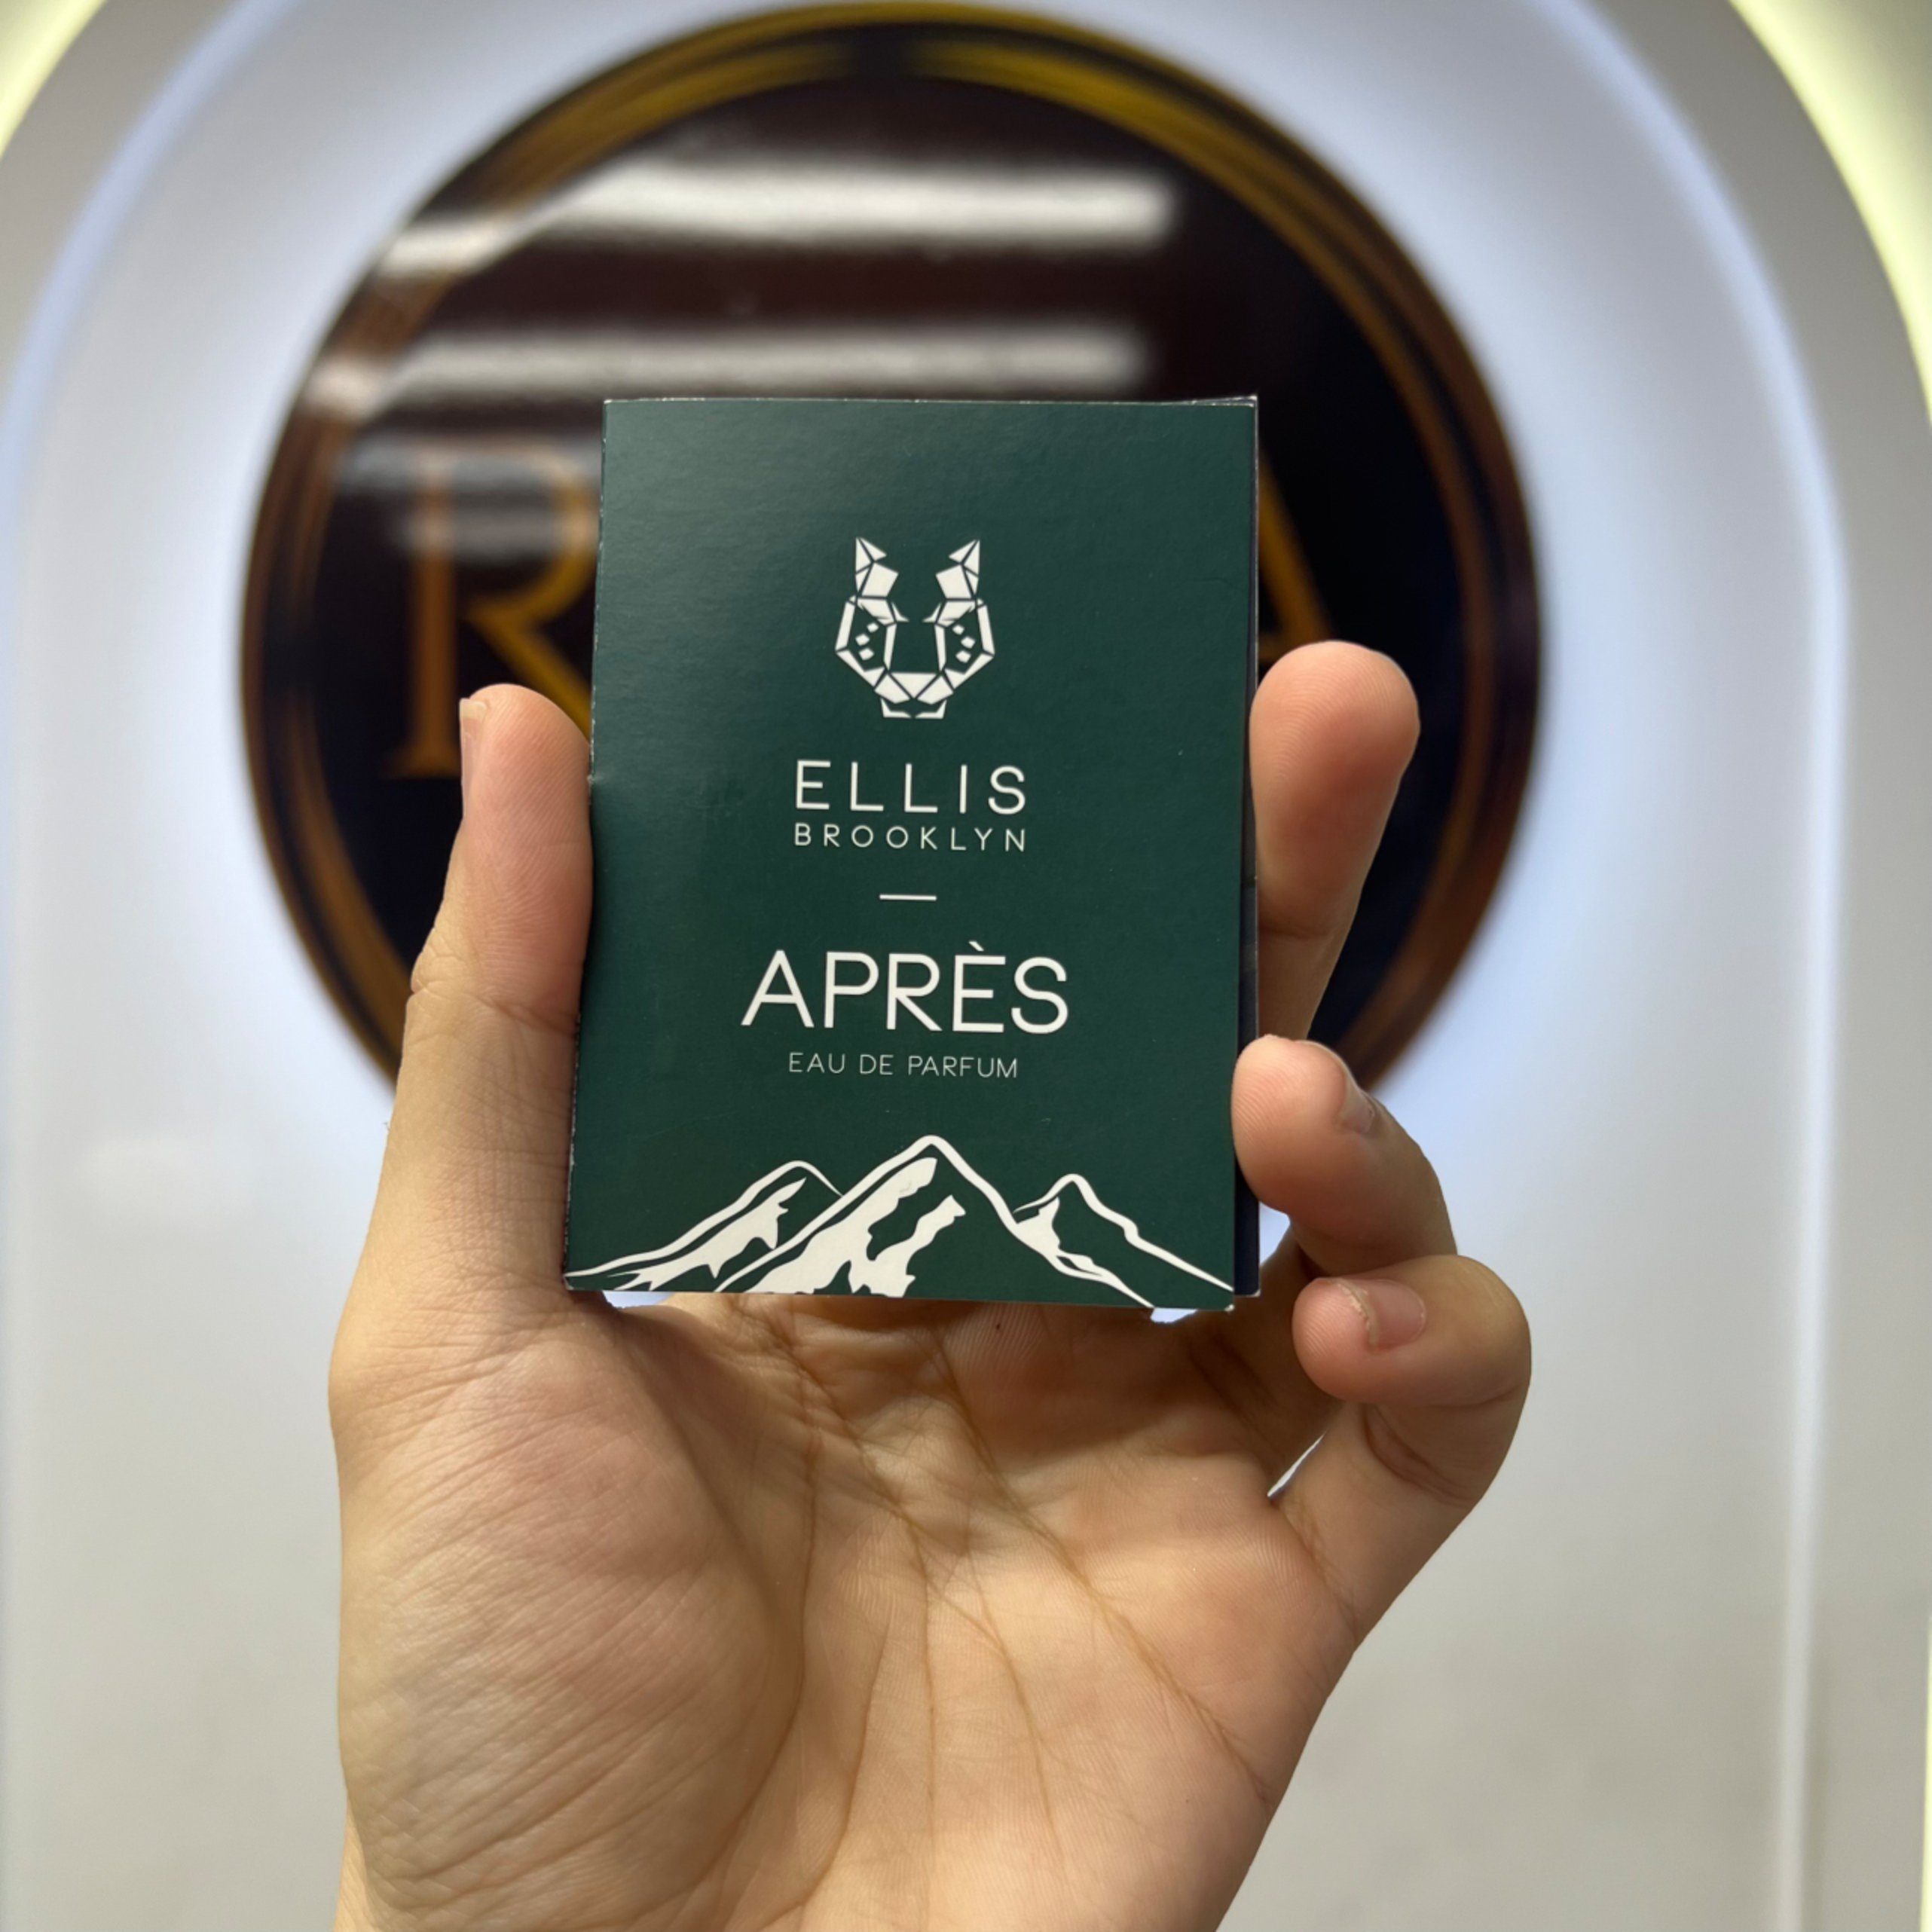 ELLIS
BROOKLYN
APRÈS
EAU DE PARFUM
R
A